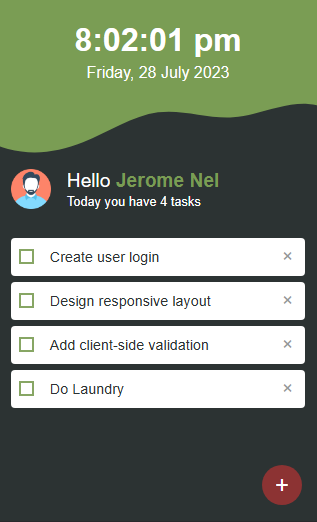 8:02:01 pm
Friday, 28 July 2023
Hello Jerome Nel
Today you have 4 tasks
Create user login ×
Design responsive layout ×
Add client-side validation ×
Do Laundry ×
+